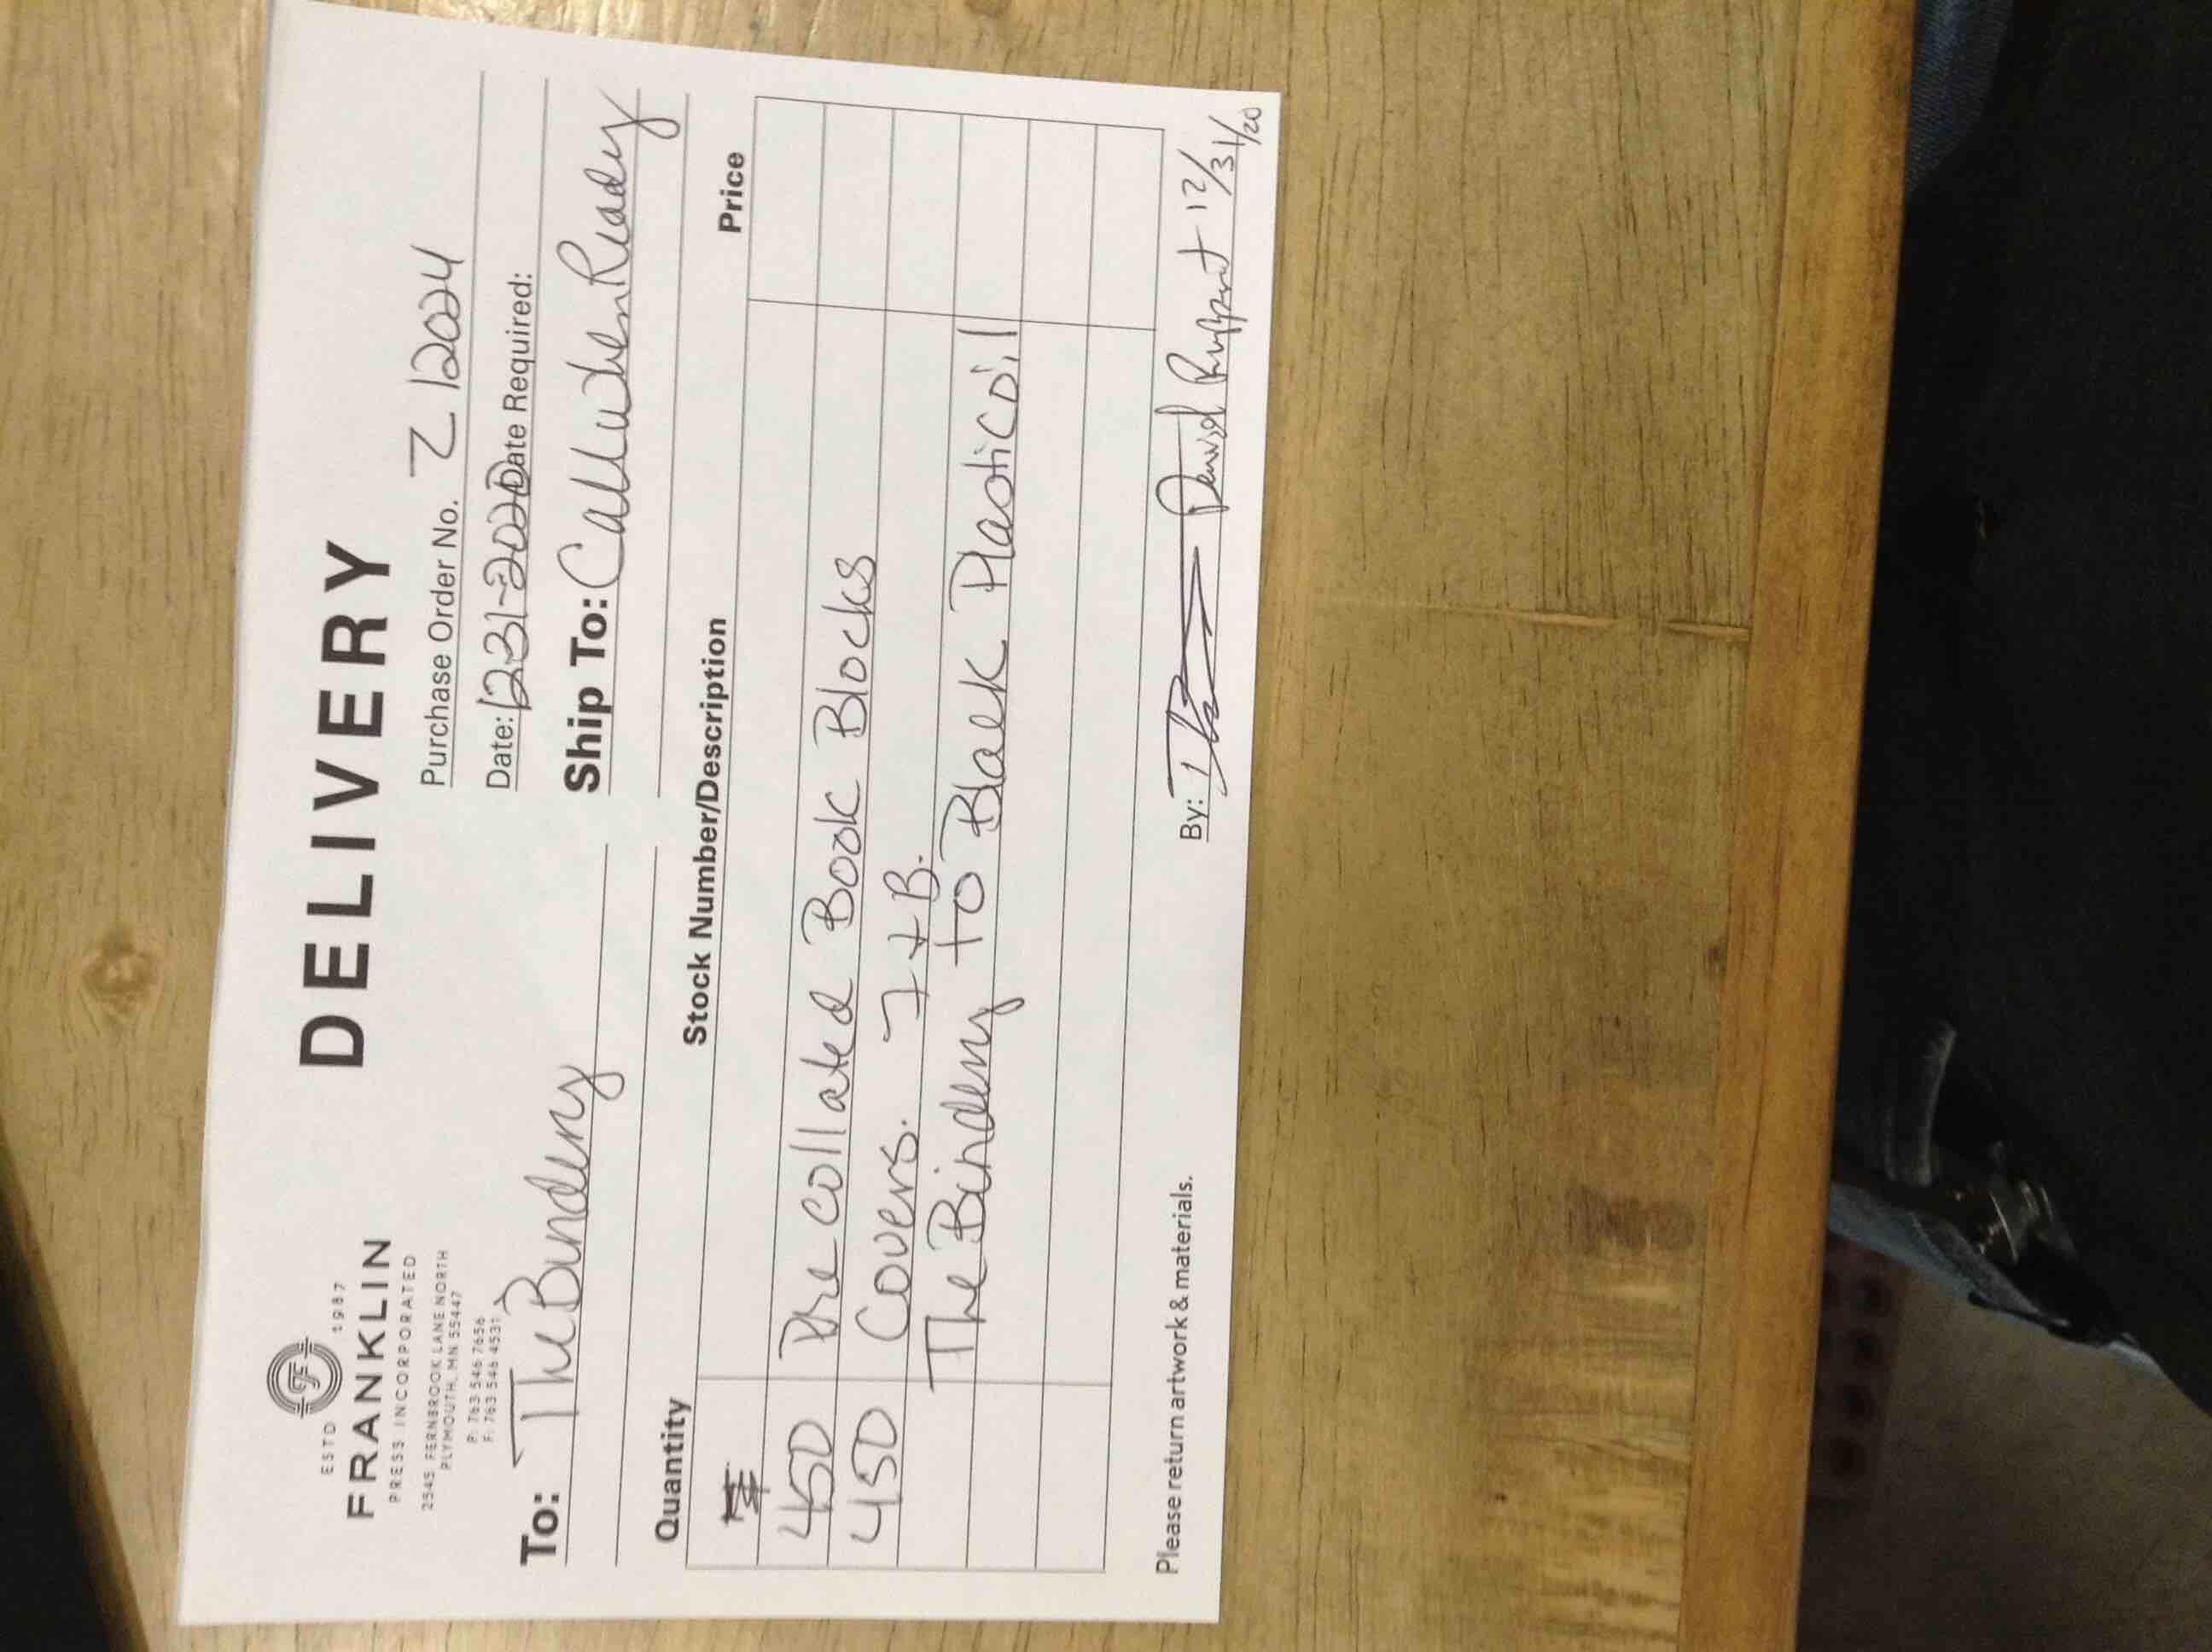 ESTD 1987
FRANKLIN
PRESS INCORPORATED
2545 FERNBROOK LANE NORTH
PLYMOUTH, MN 55447
P: 763 546 7656
F: 763 546 4531
DELIVERY
Purchase Order No. Z 12024
Date: 12-31-2020 Date Required:
To: The Bindery
Ship To: Call when Ready
Quantity Stock Number/Description Price
450 Pre collated Book Blocks
450 Covers. F + B.
The Bindery to Black Plasticoil
Please return artwork & materials.
By: 12/31/20